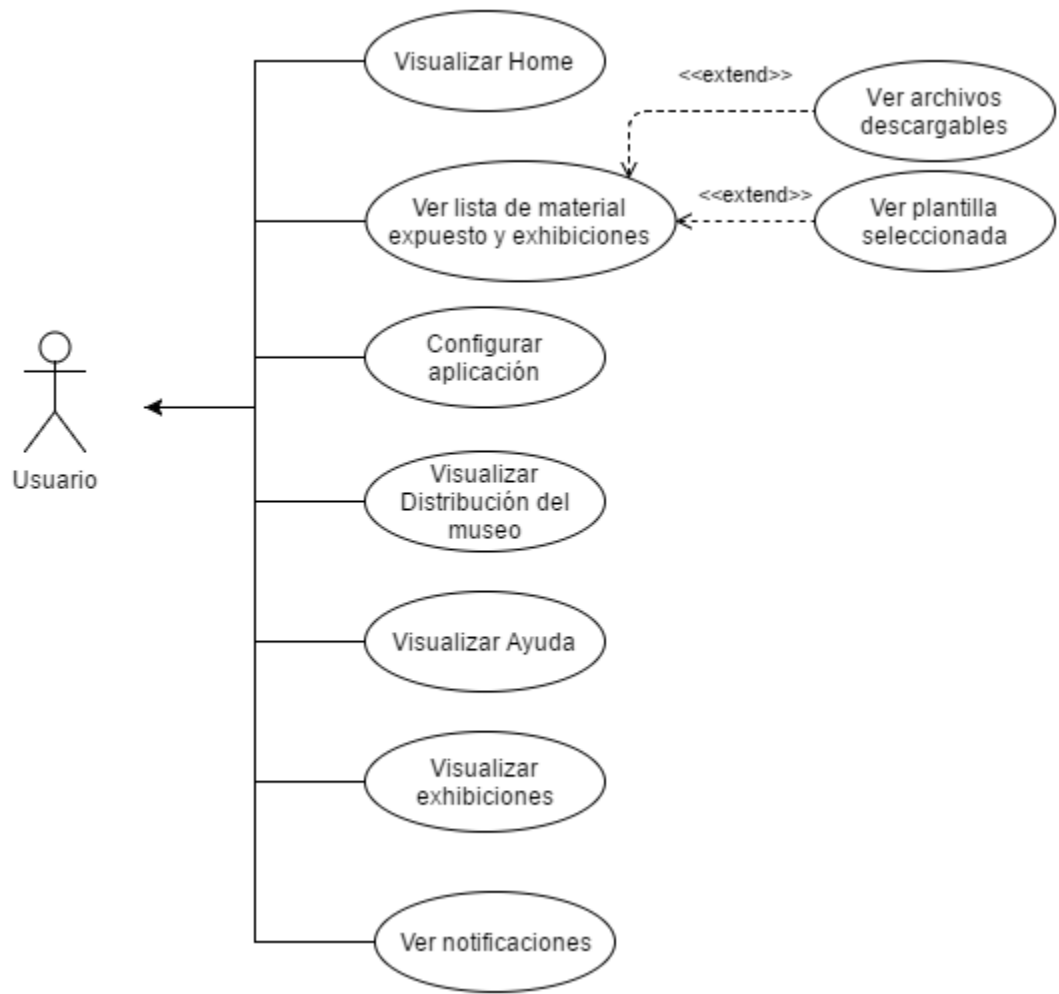 Visualizar Home
<<extend>>
Ver archivos
descargables
Ver lista de material
expuesto y exhibiciones
<<extend>>
Ver plantilla
seleccionada
Configurar
aplicación
Usuario
Visualizar
Distribución del
museo
Visualizar Ayuda
Visualizar
exhibiciones
Ver notificaciones